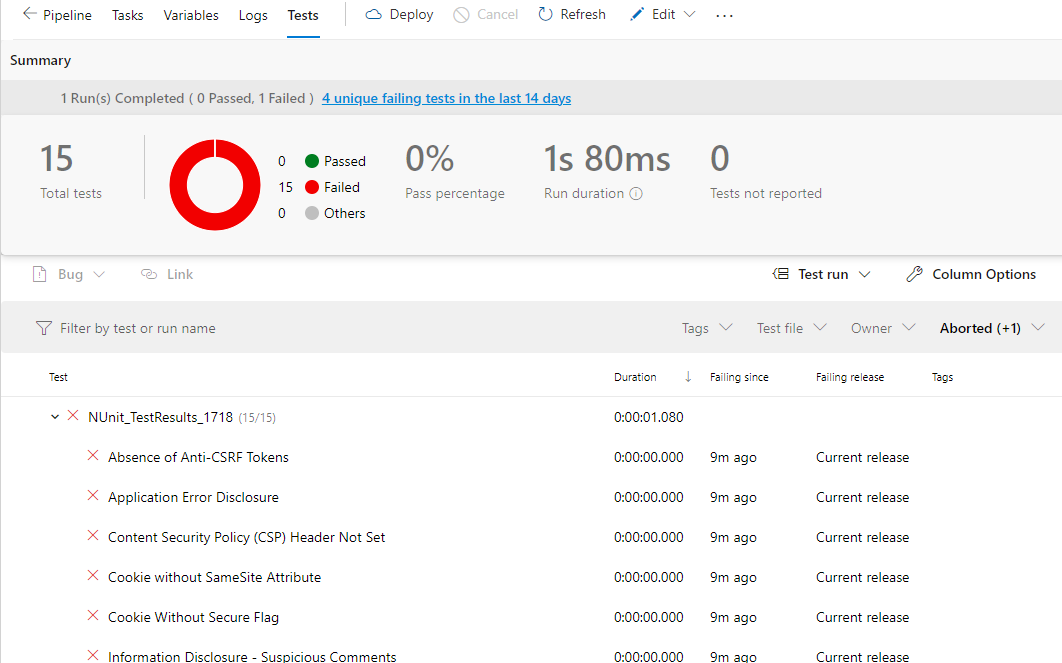 Pipeline Tasks Variables Logs Tests Deploy Cancel Refresh Edit ...
Summary
1 Run(s) Completed ( 0 Passed, 1 Failed ) 4 unique failing tests in the last 14 days
15
Total tests
0 Passed
15 Failed
0 Others
0%
Pass percentage
1s 80ms
Run duration
0
Tests not reported
Bug Link Test run Column Options
Filter by test or run name Tags Test file Owner Aborted (+1)
Test Duration Failing since Failing release Tags
NUnit_TestResults_1718 (15/15) 0:00:01.080
Absence of Anti-CSRF Tokens 0:00:00.000 9m ago Current release
Application Error Disclosure 0:00:00.000 9m ago Current release
Content Security Policy (CSP) Header Not Set 0:00:00.000 9m ago Current release
Cookie without SameSite Attribute 0:00:00.000 9m ago Current release
Cookie Without Secure Flag 0:00:00.000 9m ago Current release
Information Disclosure - Suspicious Comments 0:00:00.000 9m ago Current release